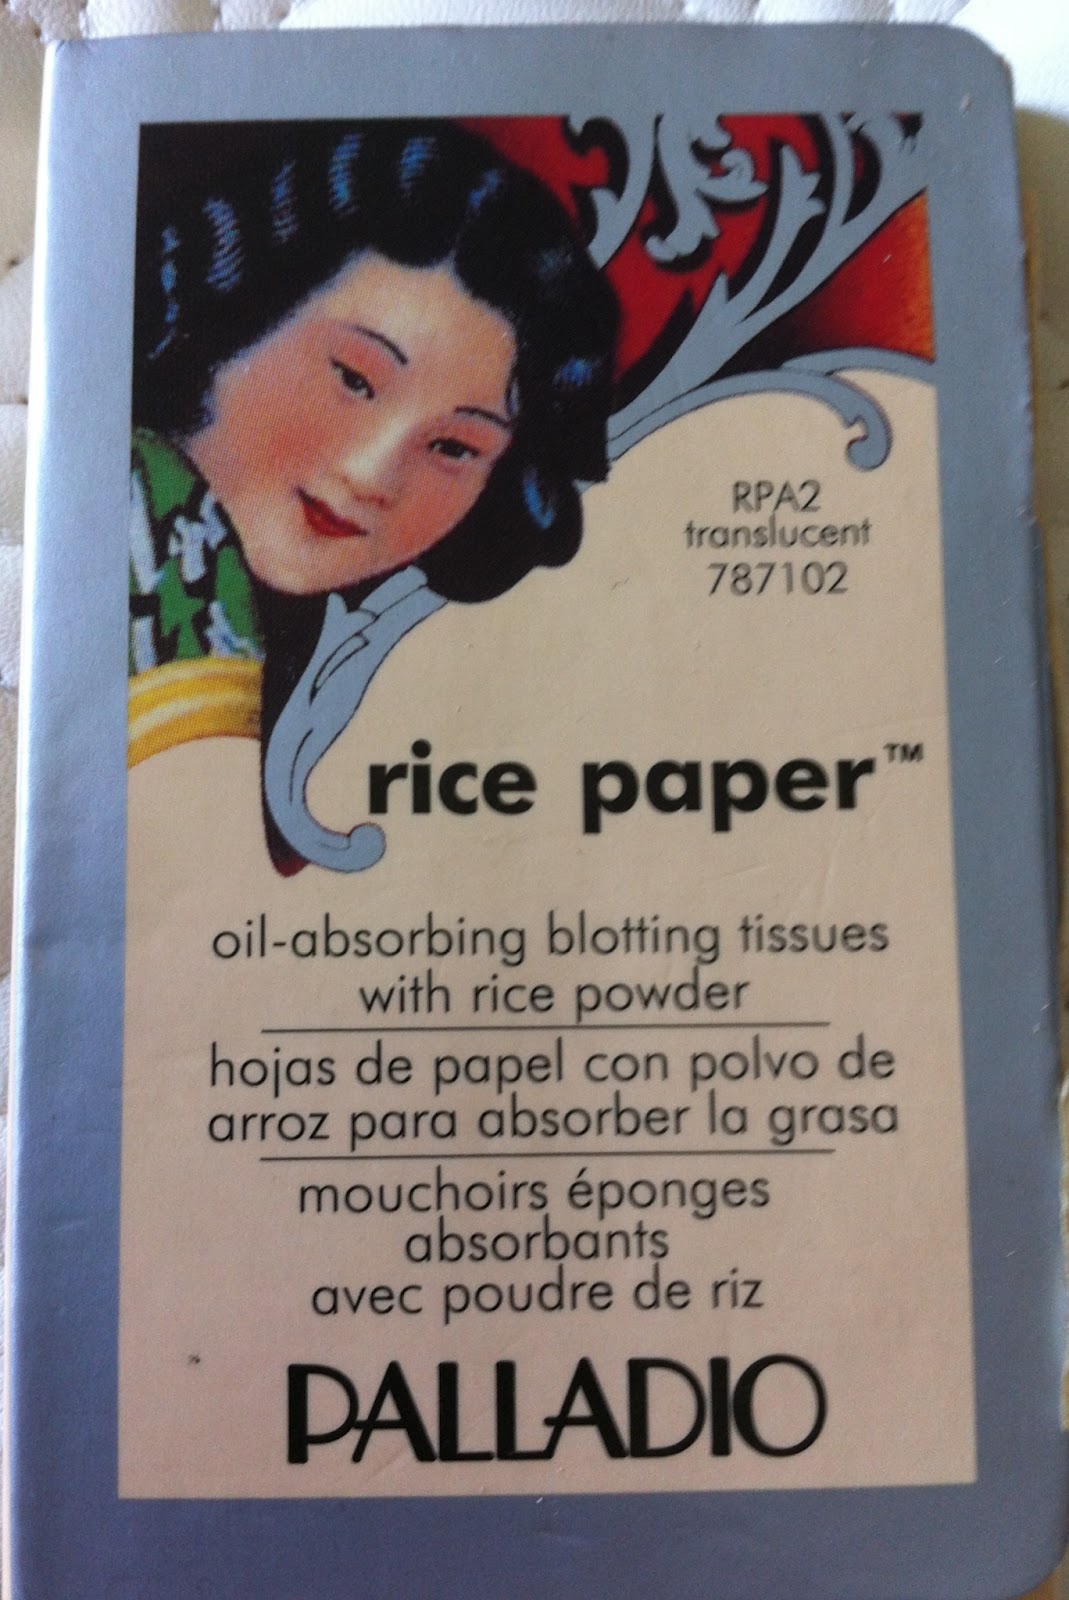 RPA2
translucent
787102
rice paper™
oil-absorbing blotting tissues
with rice powder
hojas de papel con polvo de
arroz para absorber la grasa
mouchoirs éponges
absorbants
avec poudre de riz
PALLADIO